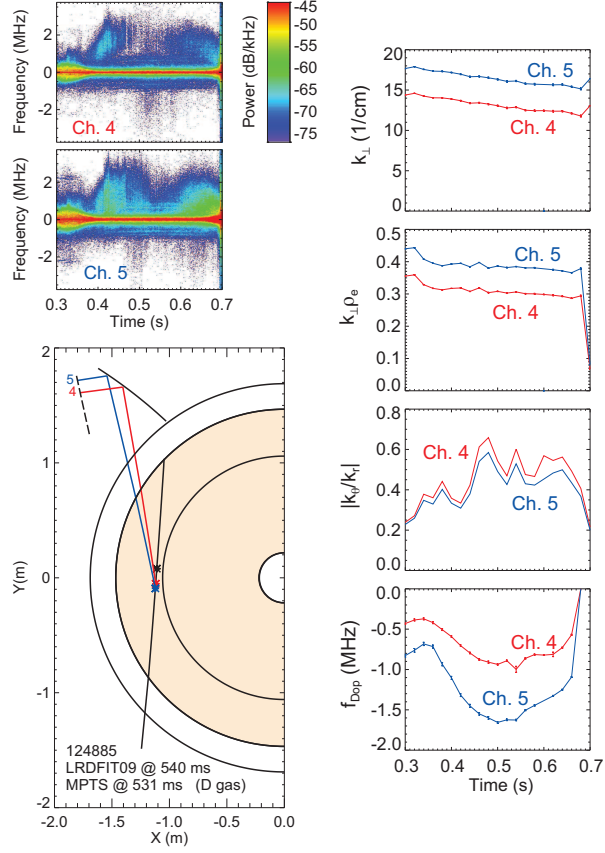 Frequency (MHz)
2
0
-2
Ch. 4
Power (dB/kHz)
-45
-50
-55
-60
-65
-70
-75
Frequency (MHz)
2
0
-2
Ch. 5
0.3 0.4 0.5 0.6 0.7
Time (s)
Y(m)
2
1
0
-1
-2
5
4
124885
LRDFIT09 @ 540 ms
MPTS @ 531 ms (D gas)
-2.0 -1.5 -1.0 -0.5 0.0
X (m)
k⊥ (1/cm)
20
15
10
5
0
Ch. 5
Ch. 4
k⊥ρe
0.5
0.4
0.3
0.2
0.1
0.0
Ch. 5
Ch. 4
|kθ/kr|
0.8
0.6
0.4
0.2
0.0
Ch. 4
Ch. 5
fDop (MHz)
0.0
-0.5
-1.0
-1.5
-2.0
Ch. 4
Ch. 5
0.3 0.4 0.5 0.6 0.7
Time (s)